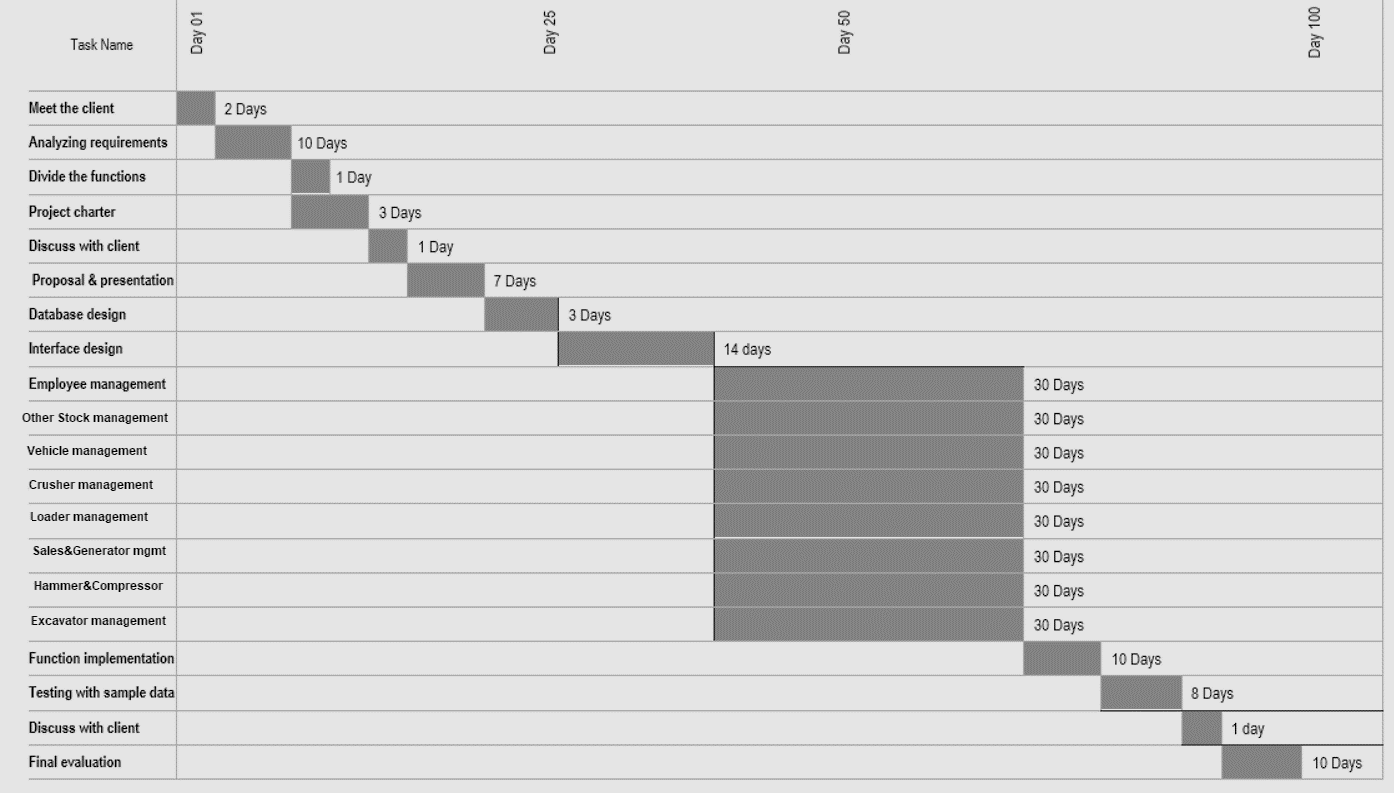 Task Name
Day 01
Day 25
Day 50
Day 100
Meet the client 2 Days
Analyzing requirements 10 Days
Divide the functions 1 Day
Project charter 3 Days
Discuss with client 1 Day
Proposal & presentation 7 Days
Database design 3 Days
Interface design 14 days
Employee management 30 Days
Other Stock management 30 Days
Vehicle management 30 Days
Crusher management 30 Days
Loader management 30 Days
Sales&Generator mgmt 30 Days
Hammer&Compressor 30 Days
Excavator management 30 Days
Function implementation 10 Days
Testing with sample data 8 Days
Discuss with client 1 day
Final evaluation 10 Days